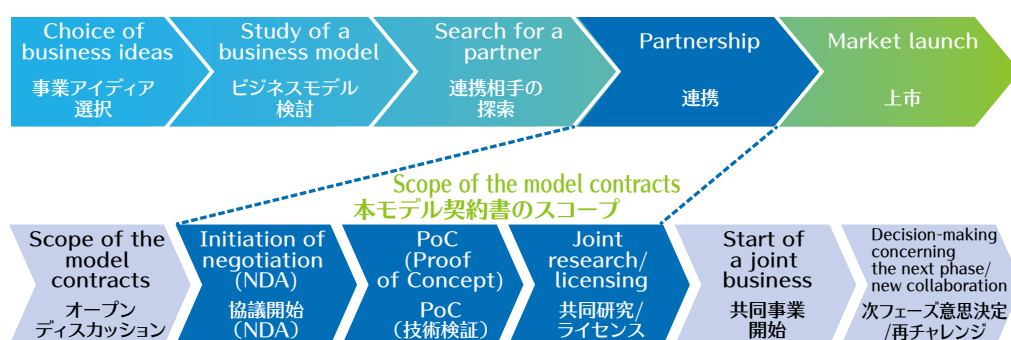 Choice of
business ideas
事業アイディア
選択
Study of a
business model
ビジネスモデル
検討
Search for a
partner
連携相手の
探索
Partnership
連携
Market launch
上市
Scope of the model contracts
本モデル契約書のスコープ
Scope of the
model
contracts
オープン
ディスカッション
Initiation of
negotiation
(NDA)
協議開始
(NDA)
PoC
(Proof
of Concept)
PoC
(技術検証)
Joint
research/
licensing
共同研究/
ライセンス
Start of
a joint
business
共同事業
開始
Decision-making
concerning
the next phase/
new collaboration
次フェーズ意思決定
/再チャレンジ